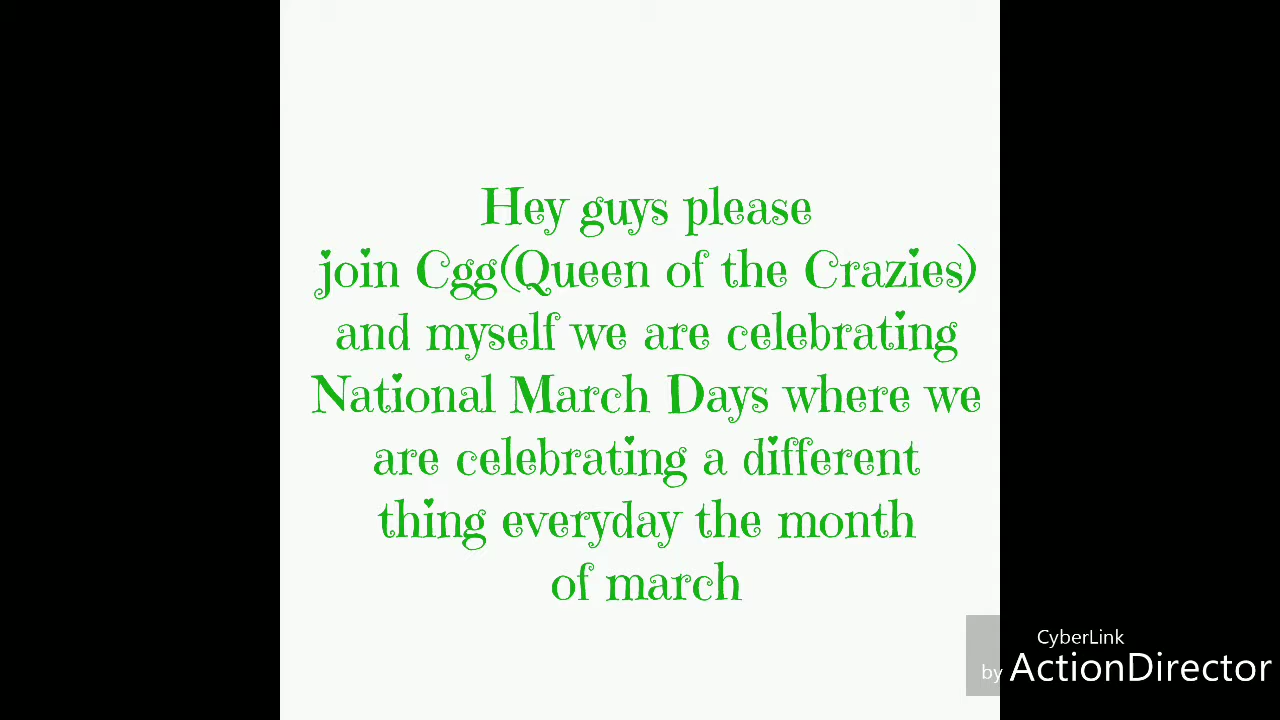 Hey guys please
join Cgg(Queen of the Crazies)
and myself we are celebrating
National March Days where we
are celebrating a different
thing everyday the month
of march
CyberLink
by ActionDirector